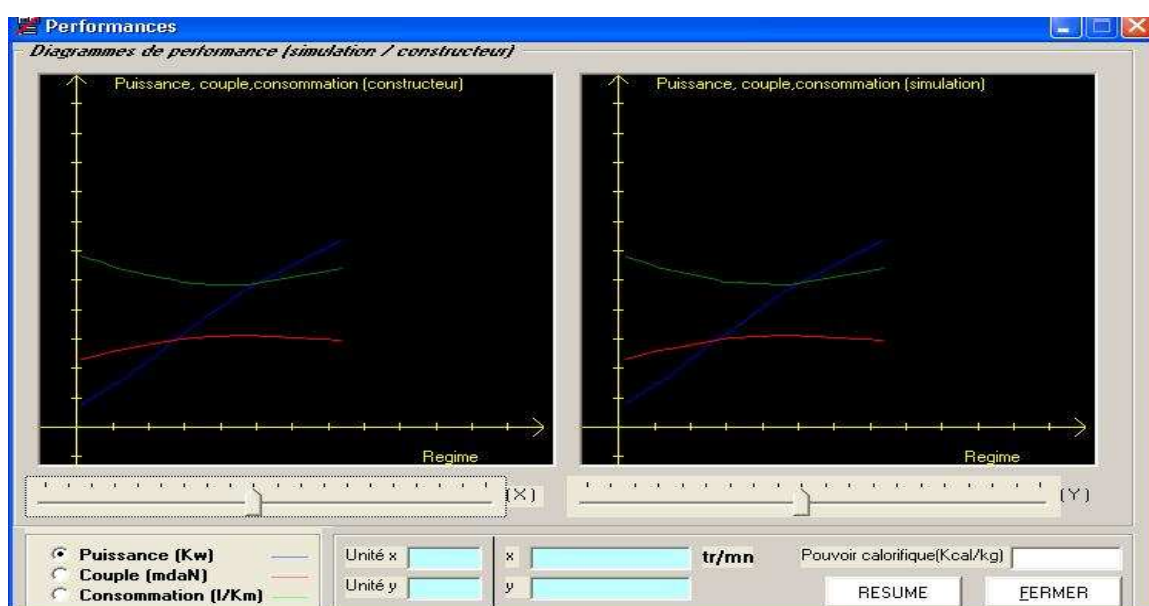 Performances
Diagrammes de performance (simulation / constructeur)
Puissance, couple,consommation (constructeur)
Puissance, couple,consommation (simulation)
Regime
Regime
(X)
(Y)
Puissance (Kw)
Couple (mdaN)
Consommation (l/Km)
Unité x
Unité y
x
y
tr/mn
Pouvoir calorifique(Kcal/kg)
RESUME
FERMER